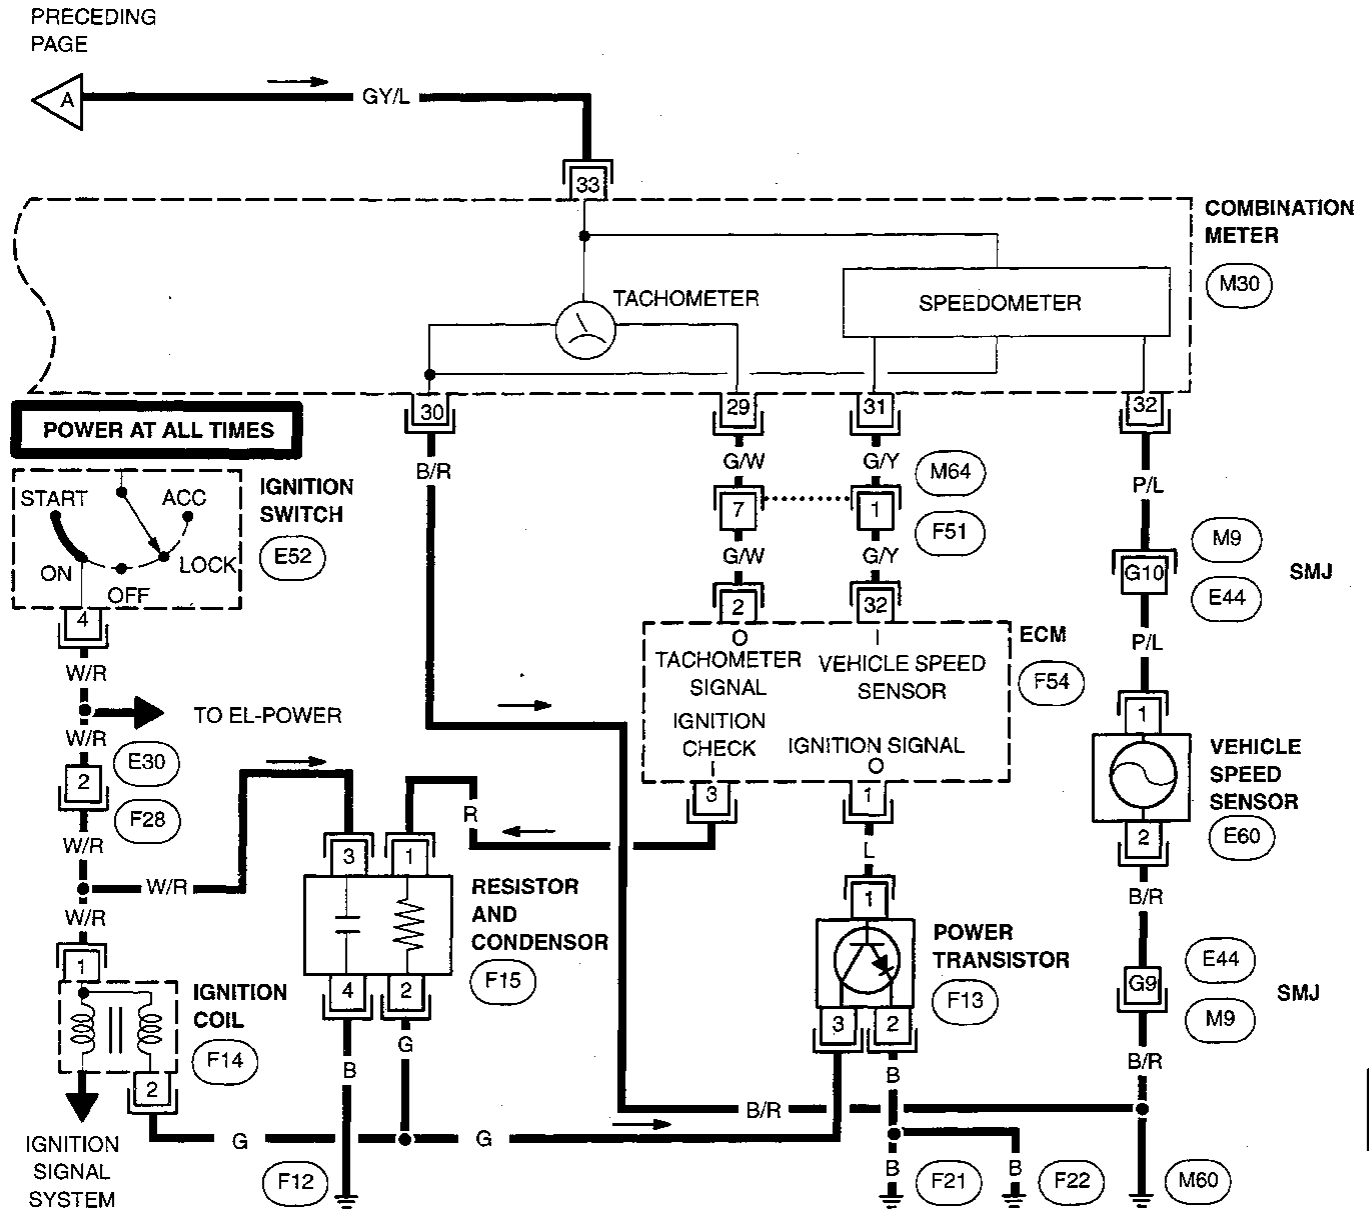 PRECEDING
PAGE
A
GY/L
33
COMBINATION
METER
M30
TACHOMETER
SPEEDOMETER
30
29
31
32
POWER AT ALL TIMES
B/R
G/W
G/Y
M64
P/L
START
ACC
IGNITION
SWITCH
E52
ON
OFF
LOCK
7
1
F51
M9
G/W
G/Y
G10
SMJ
E44
4
2
32
W/R
O
TACHOMETER
SIGNAL
I
VEHICLE SPEED
SENSOR
ECM
F54
P/L
TO EL-POWER
IGNITION
CHECK
I
IGNITION SIGNAL
O
1
W/R
E30
2
F28
3
1
VEHICLE
SPEED
SENSOR
E60
R
2
W/R
L
3
1
W/R
RESISTOR
AND
CONDENSOR
F15
1
B/R
W/R
POWER
TRANSISTOR
F13
E44
1
G9
SMJ
M9
IGNITION
COIL
F14
4
2
3
2
G
B
B
B/R
2
B/R
IGNITION
SIGNAL
SYSTEM
G
G
F12
B
F21
B
F22
M60